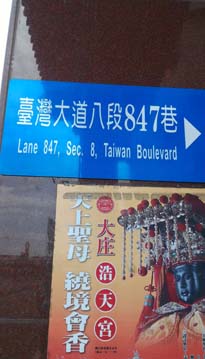 臺灣大道八段847巷
Lane 847, Sec. 8, Taiwan Boulevard
大庄浩天宮
天上聖母 繞境會香